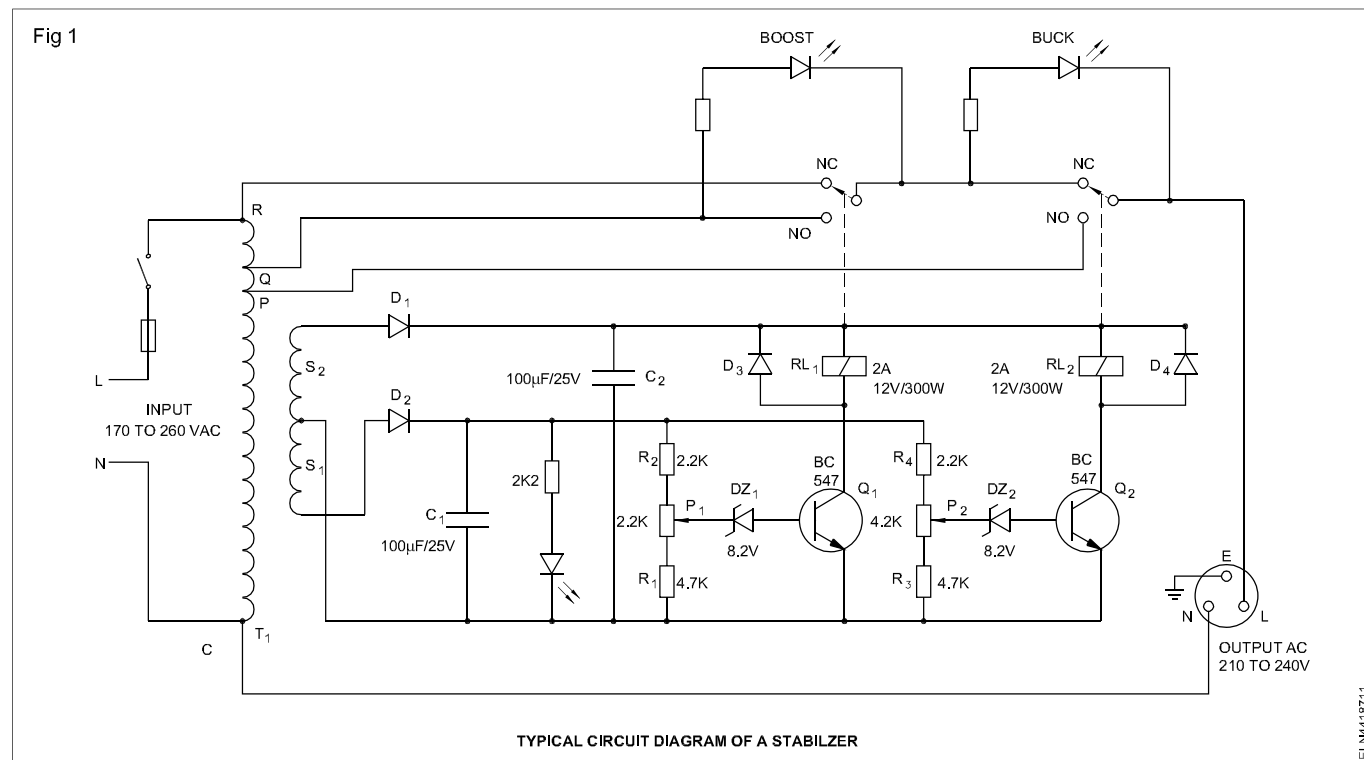 Fig 1
BOOST
BUCK
NC
NC
R
NO
NO
Q
P
D1
S2
D3
RL1
2A
12V/300W
2A
12V/300W
RL2
D4
100µF/25V
C2
L
INPUT
170 TO 260 VAC
D2
N
S1
R2
2.2K
BC
547
R4
2.2K
BC
547
2K2
C1
100µF/25V
2.2K
P1
DZ1
8.2V
Q1
4.2K
P2
DZ2
8.2V
Q2
R1
4.7K
R3
4.7K
E
N
L
C
T1
OUTPUT AC
210 TO 240V
TYPICAL CIRCUIT DIAGRAM OF A STABILZER